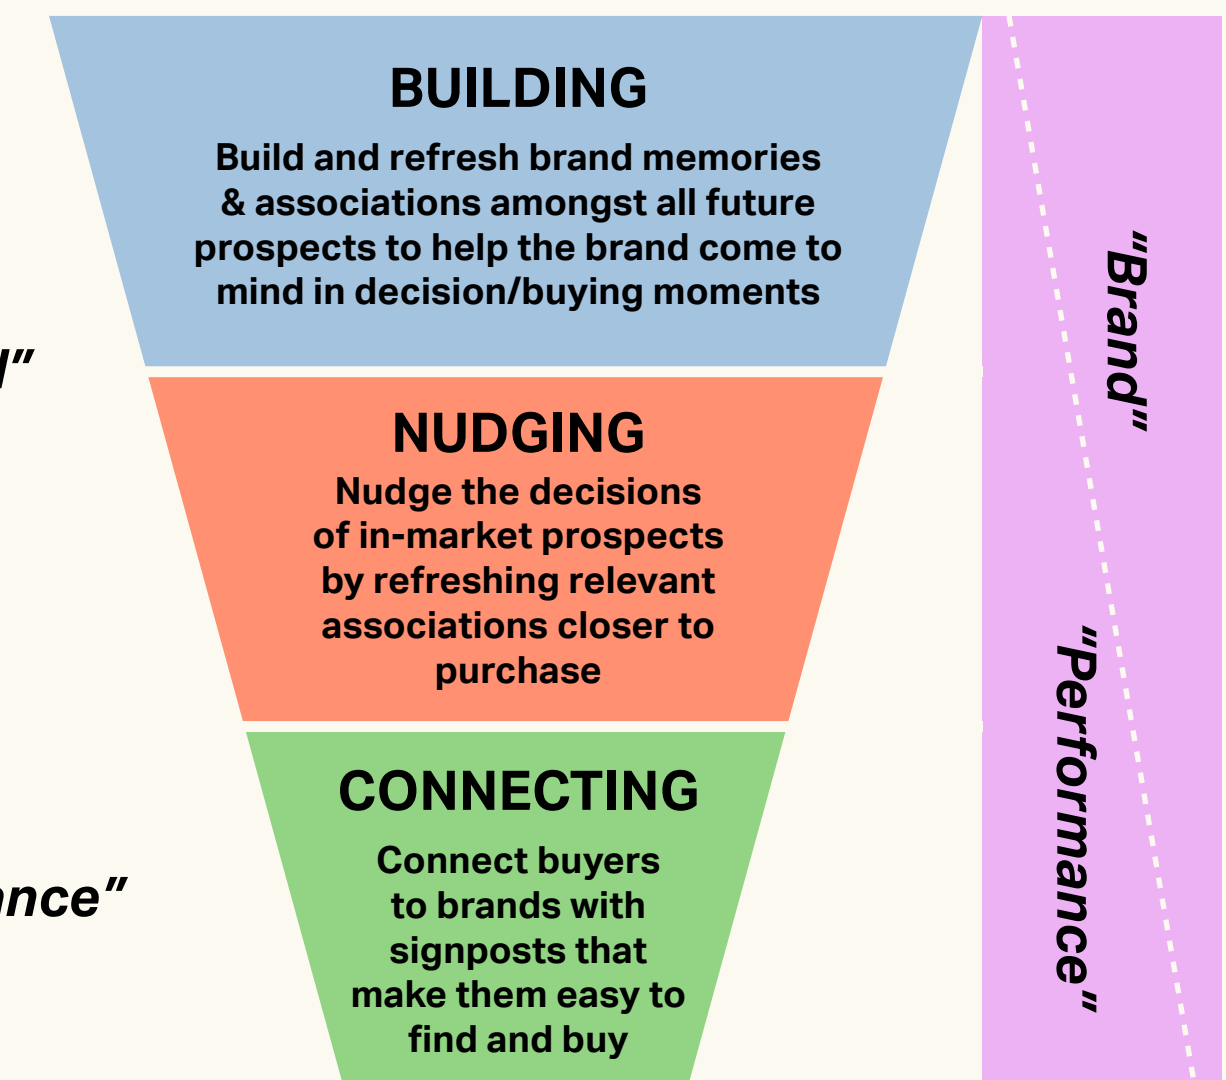 BUILDING
Build and refresh brand memories
& associations amongst all future
prospects to help the brand come to
mind in decision/buying moments
NUDGING
Nudge the decisions
of in-market prospects
by refreshing relevant
associations closer to
purchase
CONNECTING
Connect buyers
to brands with
signposts that
make them easy to
find and buy
"Brand"
"Performance"